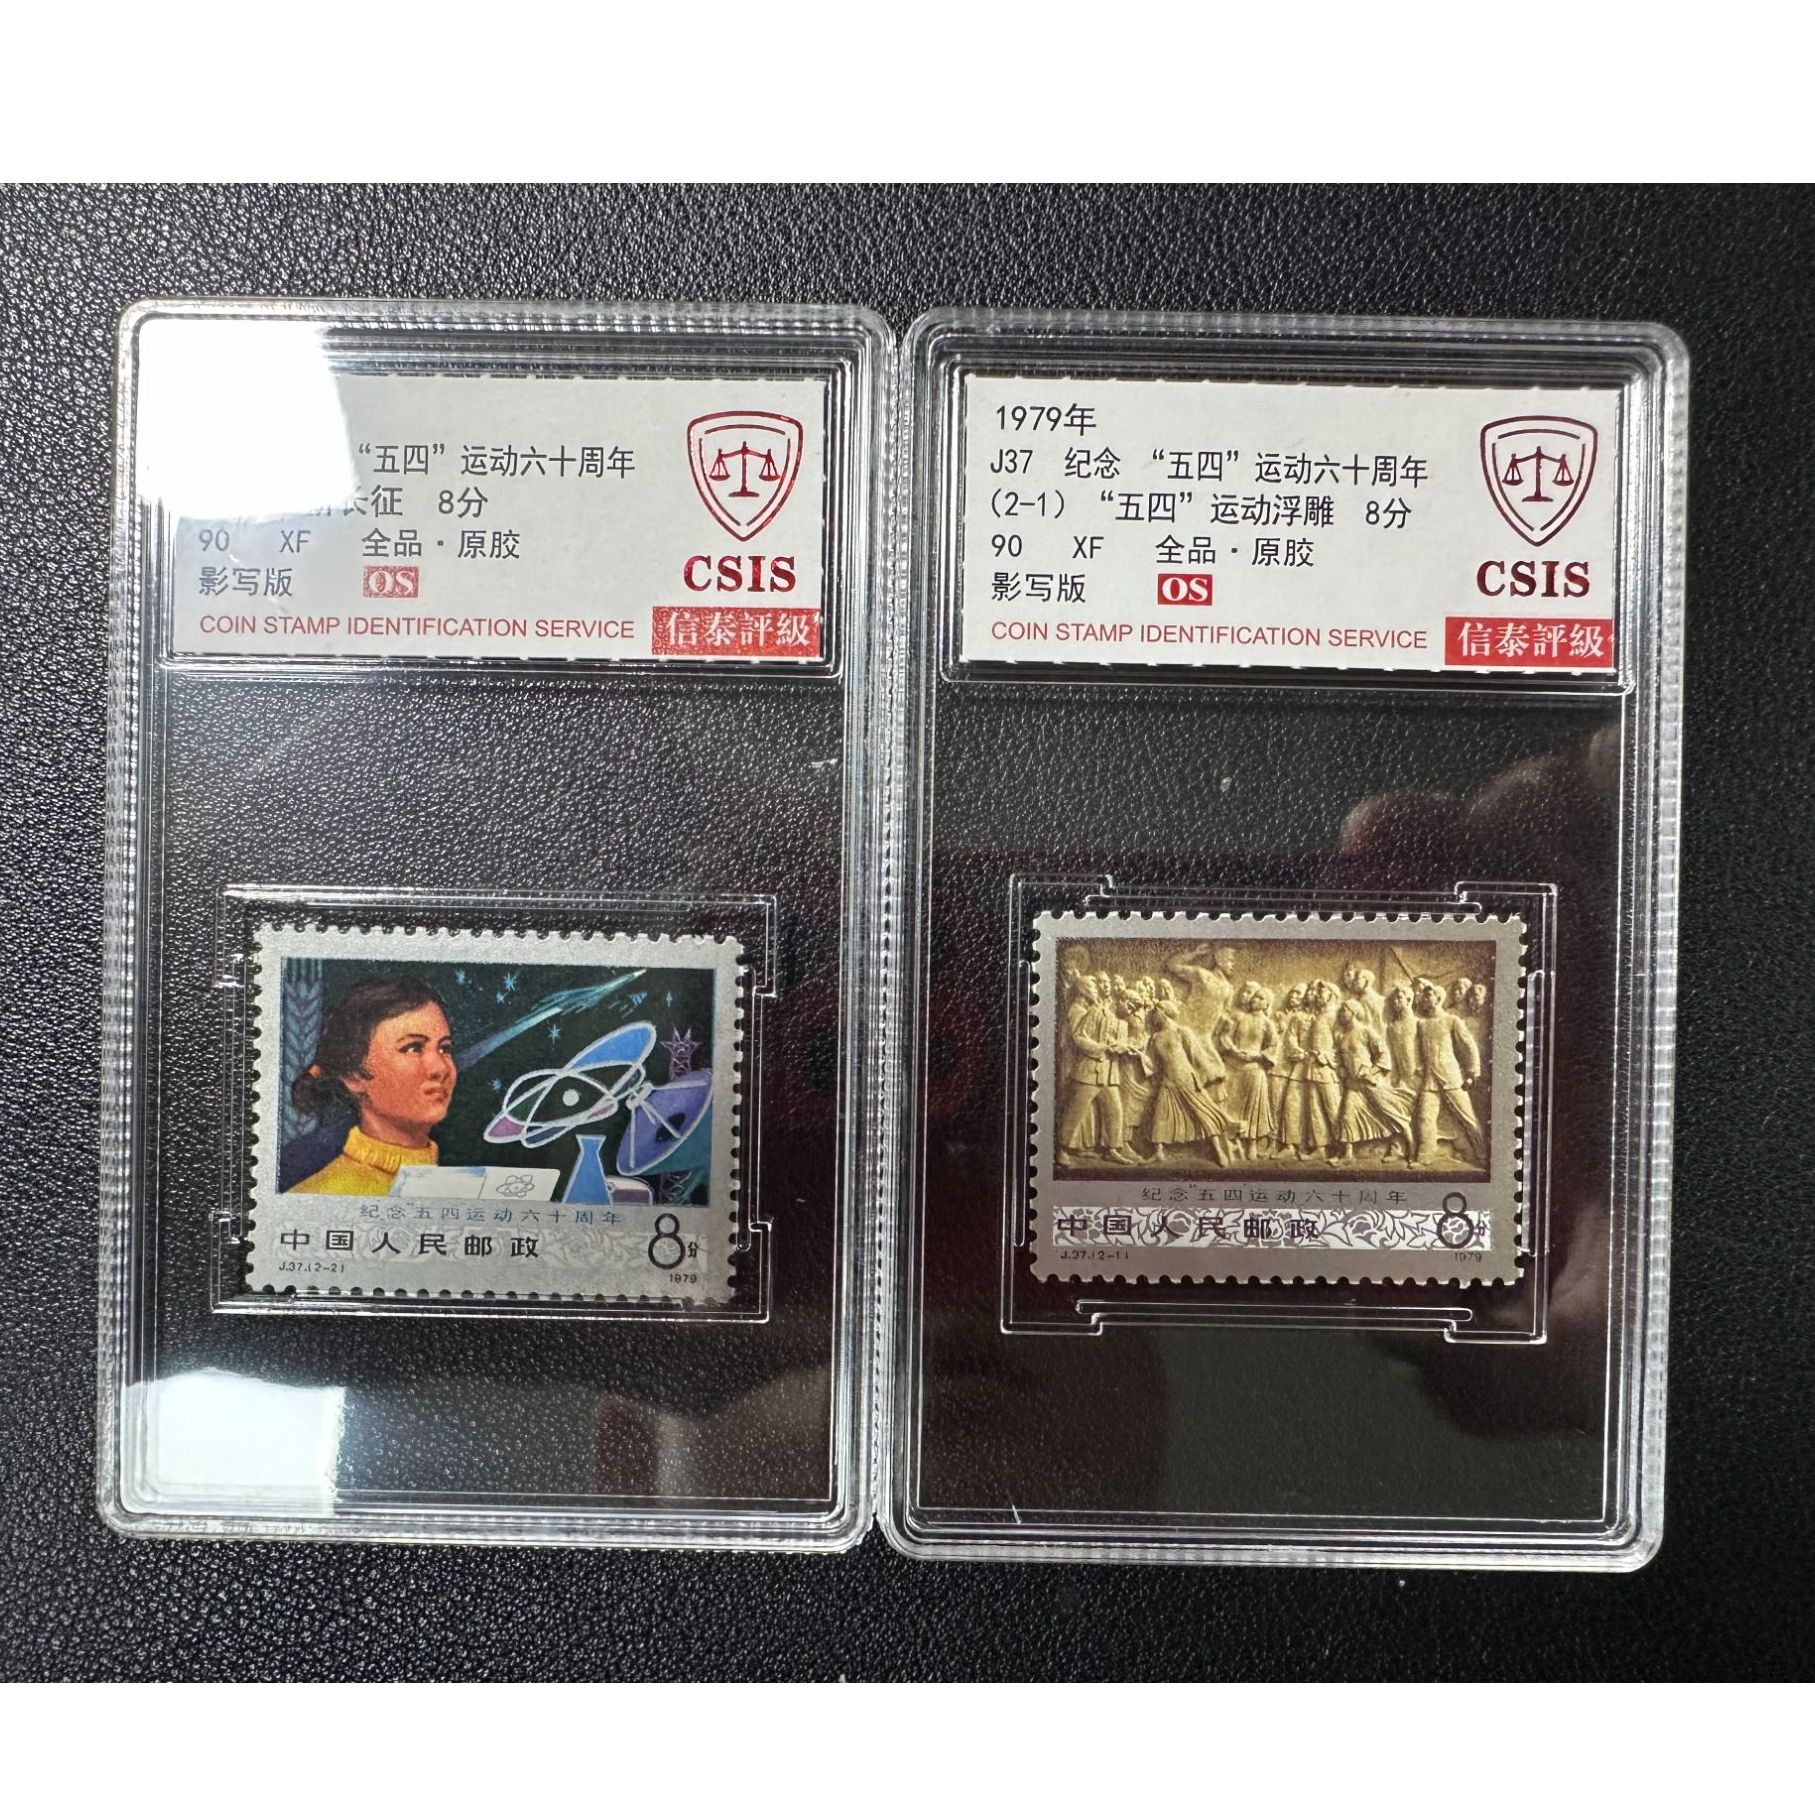 “五四”运动六十周年
长征 8分
90 XF 全品·原胶
影写版 OS
COIN STAMP IDENTIFICATION SERVICE
CSIS
信泰評級
纪念“五四运动六十周年
中国人民邮政 8分
J.37.(2-2) 1979
1979年
J37 纪念 “五四”运动六十周年
(2-1) “五四”运动浮雕 8分
90 XF 全品·原胶
影写版 OS
COIN STAMP IDENTIFICATION SERVICE
CSIS
信泰評級
纪念“五四”运动六十周年
中国人民邮政 8分
J.37.(2-1) 1979